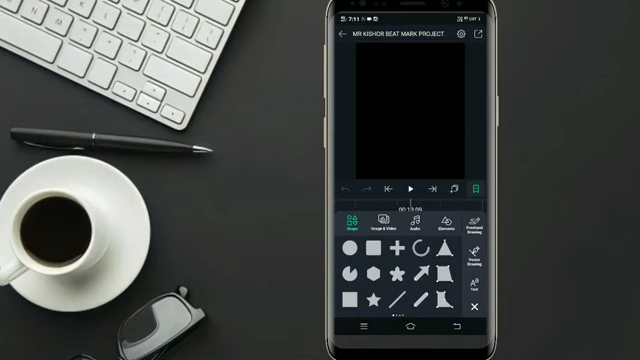 7:11
MR KISHOR BEAT MARK PROJECT
00:13:09
Shape
Image & Video
Audio
Elements
Freehand Drawing
Vector Drawing
Text